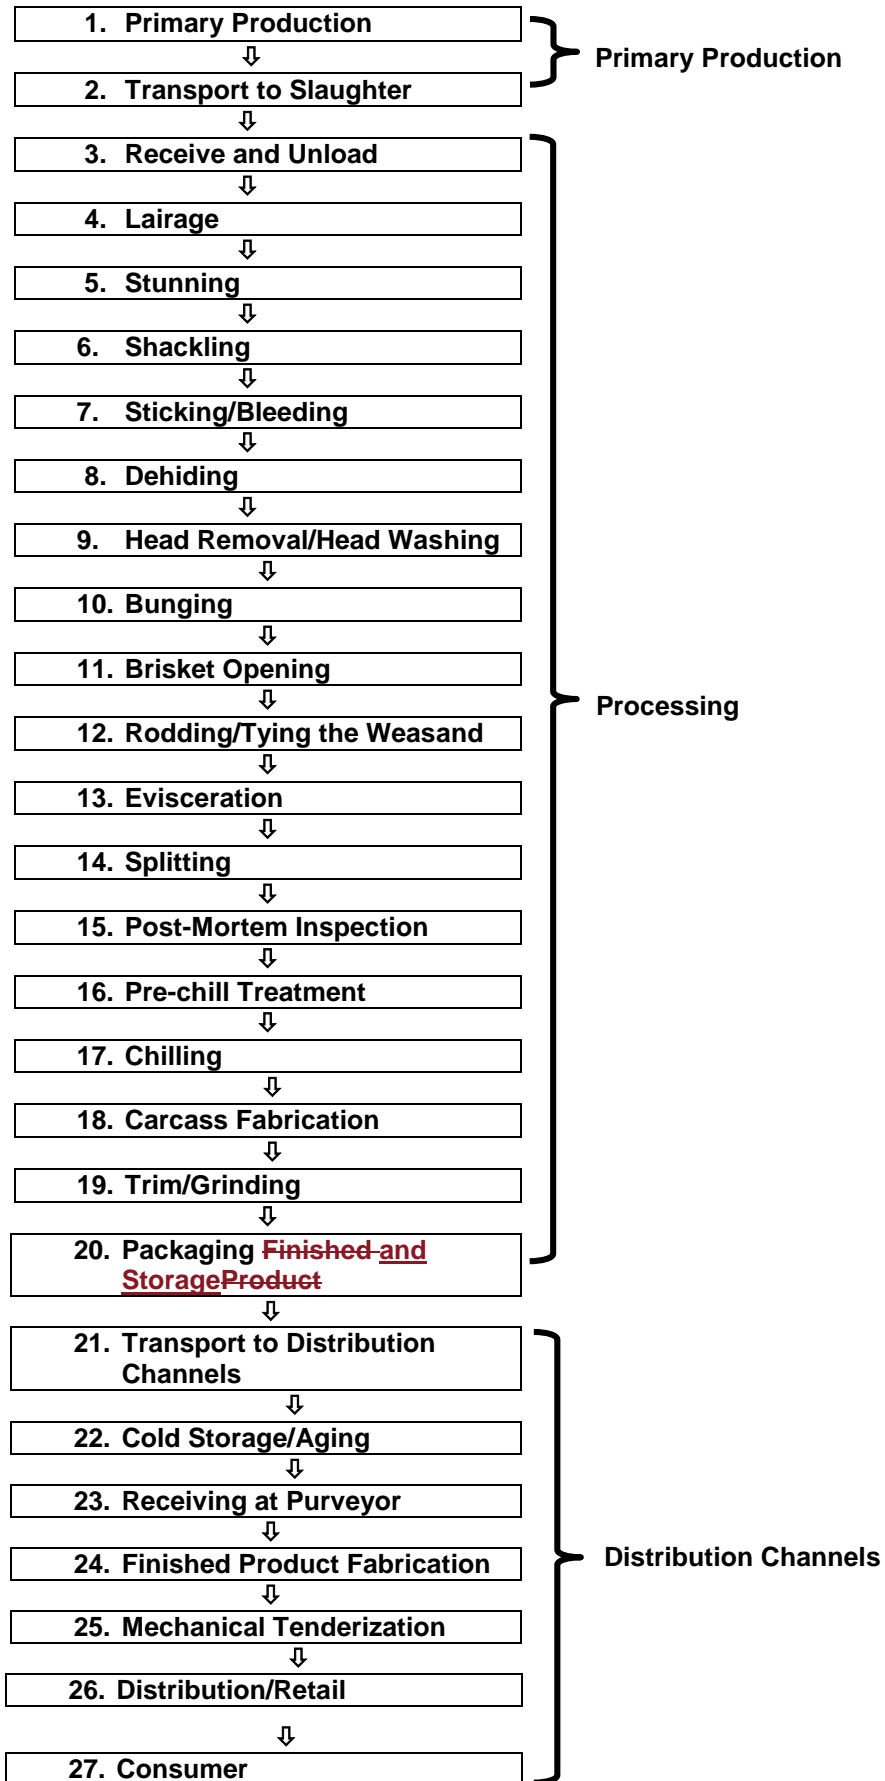 1. Primary Production
Primary Production
2. Transport to Slaughter
3. Receive and Unload
4. Lairage
5. Stunning
6. Shackling
7. Sticking/Bleeding
8. Dehiding
9. Head Removal/Head Washing
10. Bunging
11. Brisket Opening
Processing
12. Rodding/Tying the Weasand
13. Evisceration
14. Splitting
15. Post-Mortem Inspection
16. Pre-chill Treatment
17. Chilling
18. Carcass Fabrication
19. Trim/Grinding
20. Packaging Finished and
StorageProduct
21. Transport to Distribution
Channels
22. Cold Storage/Aging
23. Receiving at Purveyor
24. Finished Product Fabrication
Distribution Channels
25. Mechanical Tenderization
26. Distribution/Retail
27. Consumer